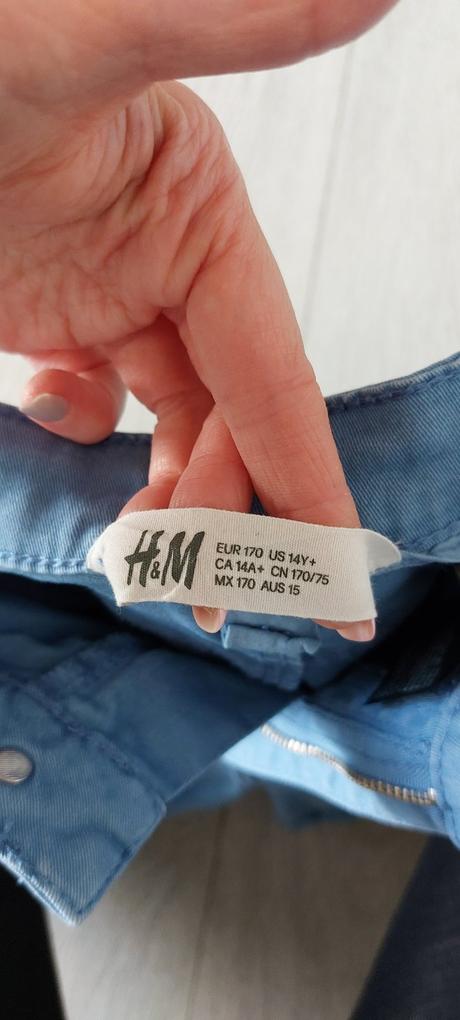 H&M
EUR 170 US 14Y+
CA 14A+ CN 170/75
MX 170 AUS 15